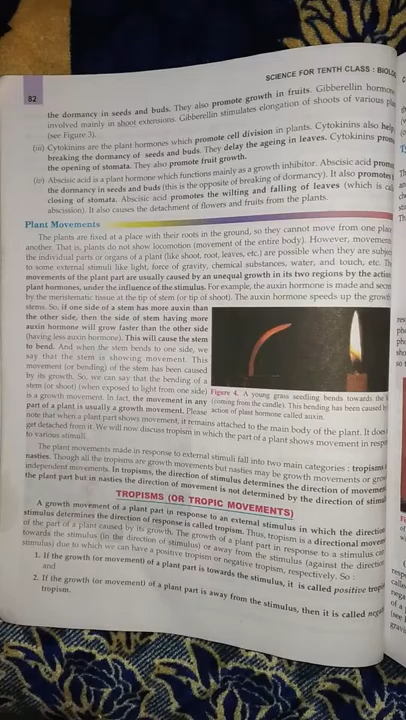 SCIENCE FOR TENTH CLASS : BIOLO
82
the dormancy in seeds and buds. They also promote growth in fruits. Gibberellin hormone
involved mainly in shoot extensions. Gibberellin stimulates elongation of shoots of various
(see Figure 3).
(iii) Cytokinins are the plant hormones which promote cell division in plants. Cytokinins also help
breaking the dormancy of seeds and buds. They delay the ageing in leaves. Cytokinins prom
the opening of stomata. They also promote fruit growth.
(iv) Abscisic acid is a plant hormone which functions mainly as a growth inhibitor. Abscisic acid prom
the dormancy in seeds and buds (this is the opposite of breaking of dormancy). It also promotes
closing of stomata. Abscisic acid promotes the wilting and falling of leaves (which is cal
abscission). It also causes the detachment of flowers and fruits from the plants.
Plant Movements
The plants are fixed at a place with their roots in the ground, so they cannot move from one plac
another. That is, plants do not show locomotion (movement of the entire body). However, movement
the individual parts or organs of a plant (like shoot, root, leaves, etc.) are possible when they are subje
to some external stimuli like light, force of gravity, chemical substances, water, and touch, etc. Th
movements of the plant part are usually caused by an unequal growth in its two regions by the action
plant hormones, under the influence of the stimulus. For example, the auxin hormone is made and secre
by the meristematic tissue at the tip of stem (or tip of shoot). The auxin hormone speeds up the growt
stems. So, if one side of a stem has more auxin than
the other side, then the side of stem having more
auxin hormone will grow faster than the other side
(having less auxin hormone). This will cause the stem
to bend. And when the stem bends to one side, we
say that the stem is showing movement. This
movement (or bending) of the stem has been caused
by its growth. So, we can say that the bending of a
stem (or shoot) (when exposed to light from one side)
is a growth movement. In fact, the movement in any
part of a plant is usually a growth movement. Please
Figure 4. A young grass seedling bends towards the
(coming from the candle). This bending has been caused by
action of plant hormone called auxin.
note that when a plant part shows movement, it remains attached to the main body of the plant. It does
get detached from it. We will now discuss tropism in which the part of a plant shows movement in respo
to various stimuli.
The plant movements made in response to external stimuli fall into two main categories : tropisms
nasties. Though all the tropisms are growth movements but nasties may be growth movements or grow
independent movements. In tropisms, the direction of stimulus determines the direction of movemen
the plant part but in nasties the direction of movement is not determined by the direction of stimul
TROPISMS (OR TROPIC MOVEMENTS)
A growth movement of a plant part in response to an external stimulus in which the direction
stimulus determines the direction of response is called tropism. Thus, tropism is a directional movem
of the part of a plant caused by its growth. The growth of a plant part in response to a stimulus can
towards the stimulus (in the direction of stimulus) or away from the stimulus (against the direction
stimulus) due to which we can have a positive tropism or negative tropism, respectively. So :
1. If the growth (or movement) of a plant part is towards the stimulus, it is called positive tropis
and
2. If the growth (or movement) of a plant part is away from the stimulus, then it is called nega
tropism.